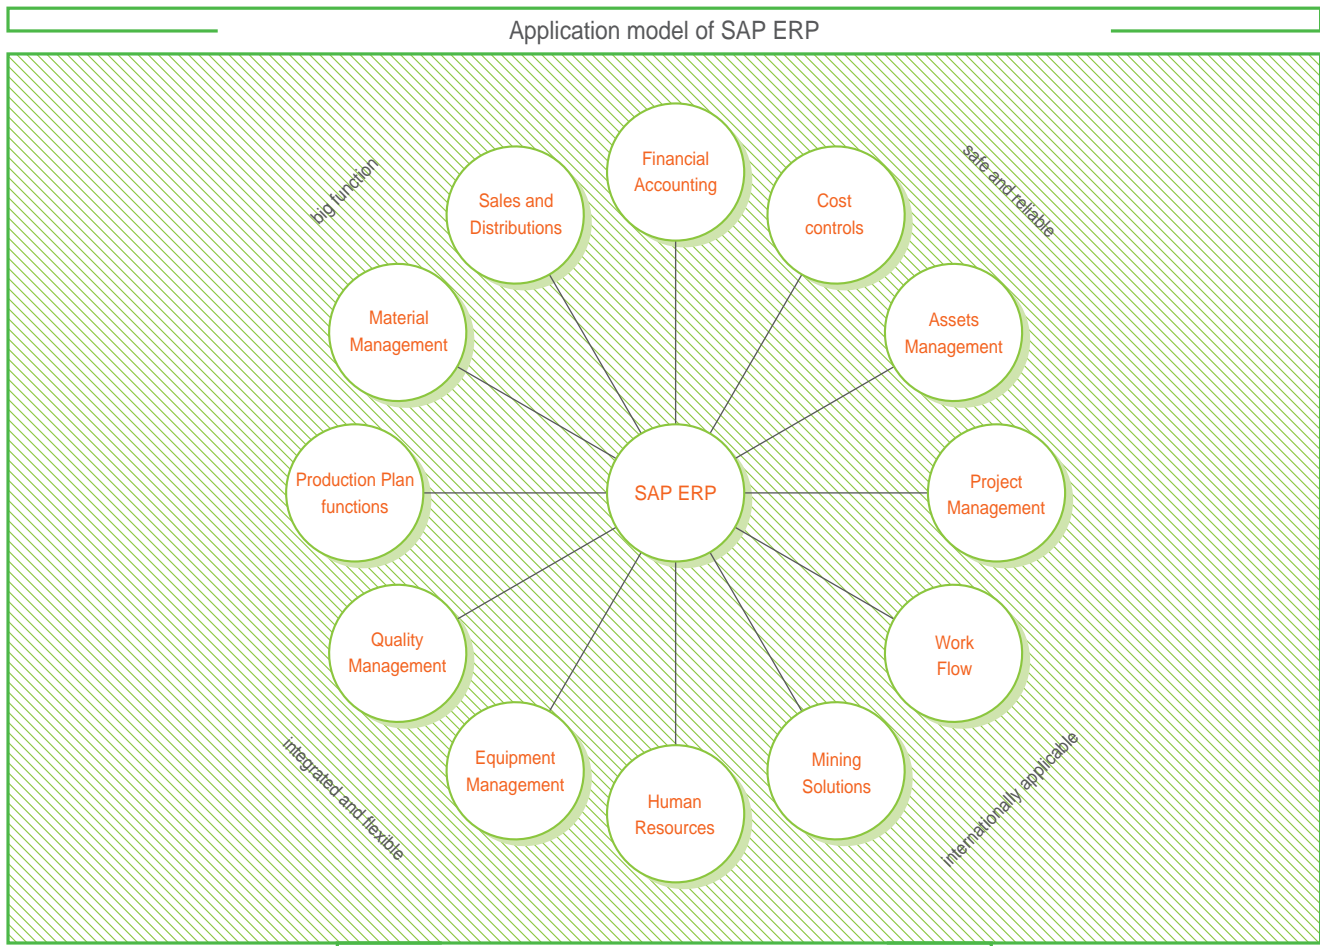 Application model of SAP ERP
big function
safe and reliable
Financial
Accounting
Sales and
Distributions
Cost
controls
Material
Management
Assets
Management
Production Plan
functions
SAP ERP
Project
Management
Quality
Management
Work
Flow
Equipment
Management
Mining
Solutions
Human
Resources
integrated and flexible
internationally applicable